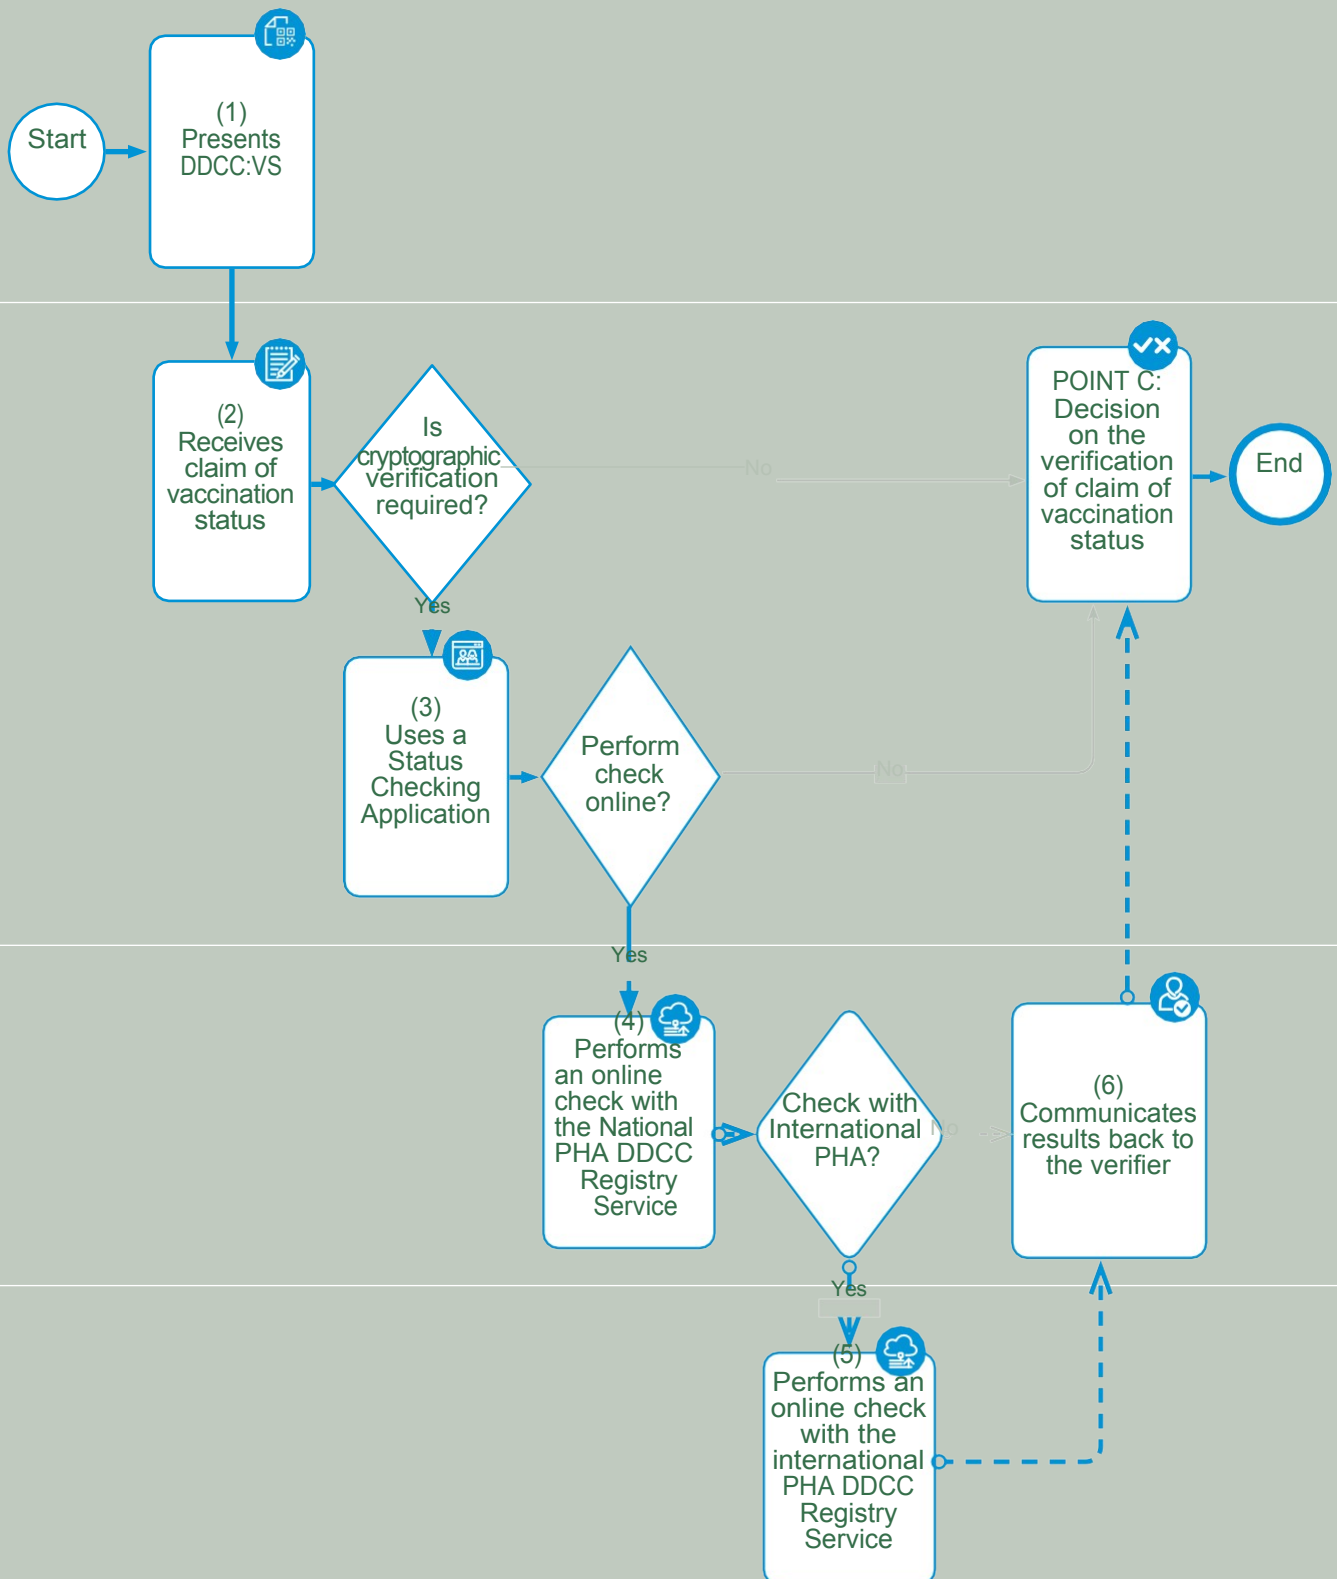 Start
(1)
Presents
DDCC:VS
(2)
Receives
claim of
vaccination
status
Is
cryptographic
verification
required?
No
POINT C:
Decision
on the
verification
of claim of
vaccination
status
End
Yes
(3)
Uses a
Status
Checking
Application
Perform
check
online?
No
Yes
(4)
Performs
an online
check with
the National
PHA DDCC
Registry
Service
Check with
International
PHA?
No
(6)
Communicates
results back to
the verifier
Yes
(5)
Performs an
online check
with the
international
PHA DDCC
Registry
Service